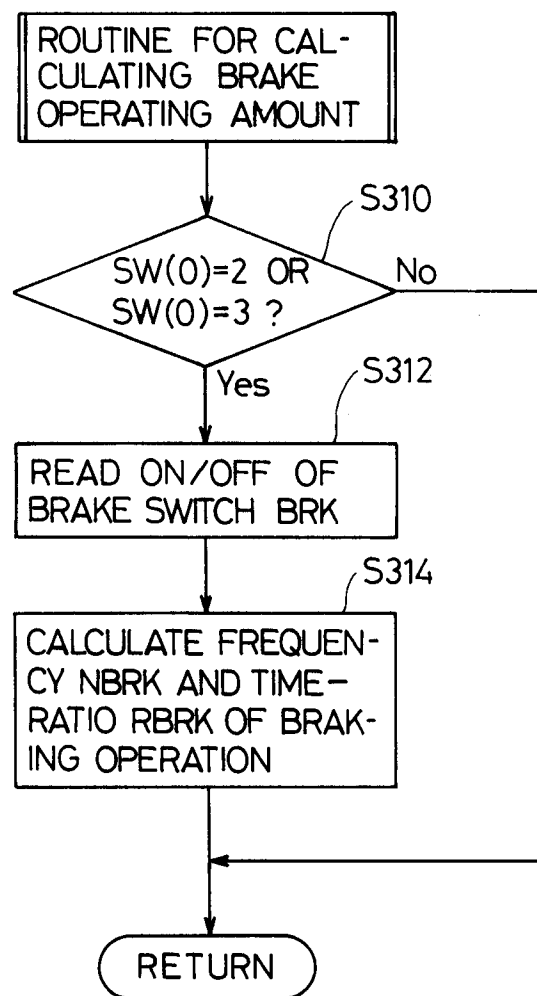 ROUTINE FOR CAL-
CULATING BRAKE
OPERATING AMOUNT
S310
SW(0)=2 OR
SW(0)=3 ?
No
Yes
S312
READ ON/OFF OF
BRAKE SWITCH BRK
S314
CALCULATE FREQUEN-
CY NBRK AND TIME-
RATIO RBRK OF BRAK-
ING OPERATION
RETURN